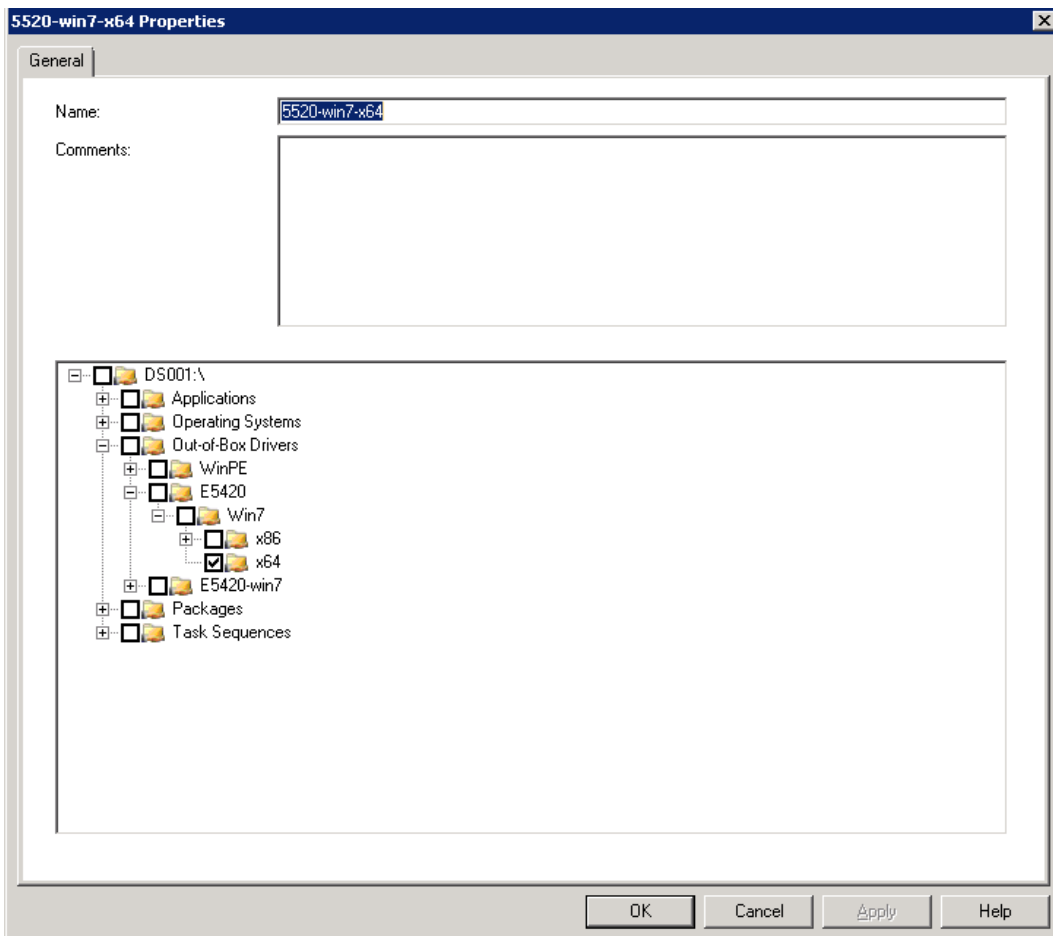 5520-win7-x64 Properties
General
Name:
5520-win7-x64
Comments:
DS001:\
Applications
Operating Systems
Out-of-Box Drivers
WinPE
E5420
Win7
x86
x64
E5420-win7
Packages
Task Sequences
OK
Cancel
Apply
Help